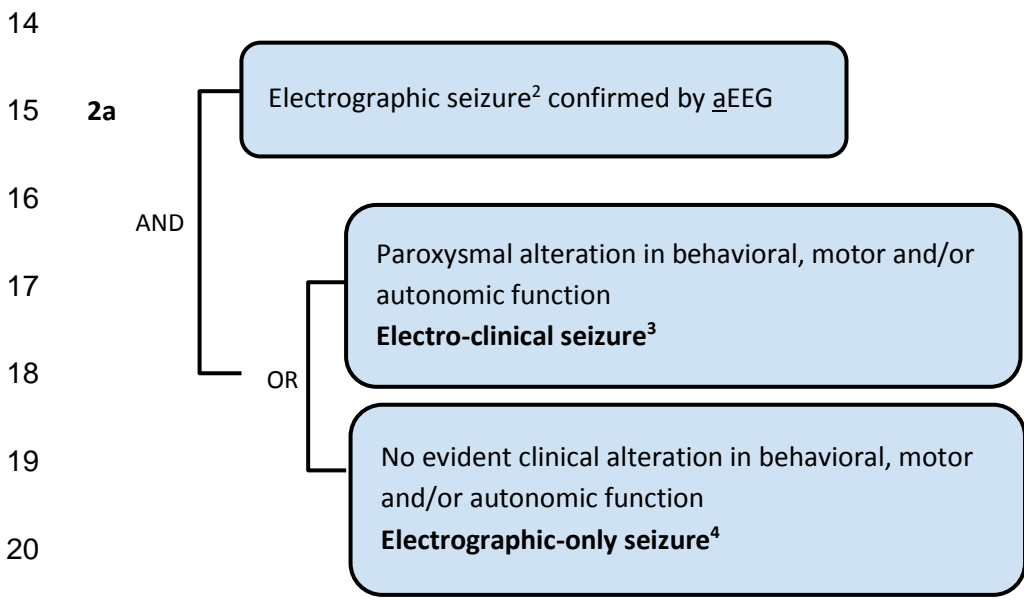 14
Electrographic seizure² confirmed by aEEG
15 2a
16
AND
Paroxysmal alteration in behavioral, motor and/or
17
autonomic function
Electro-clinical seizure³
18
OR
19
No evident clinical alteration in behavioral, motor
and/or autonomic function
Electrographic-only seizure⁴
20